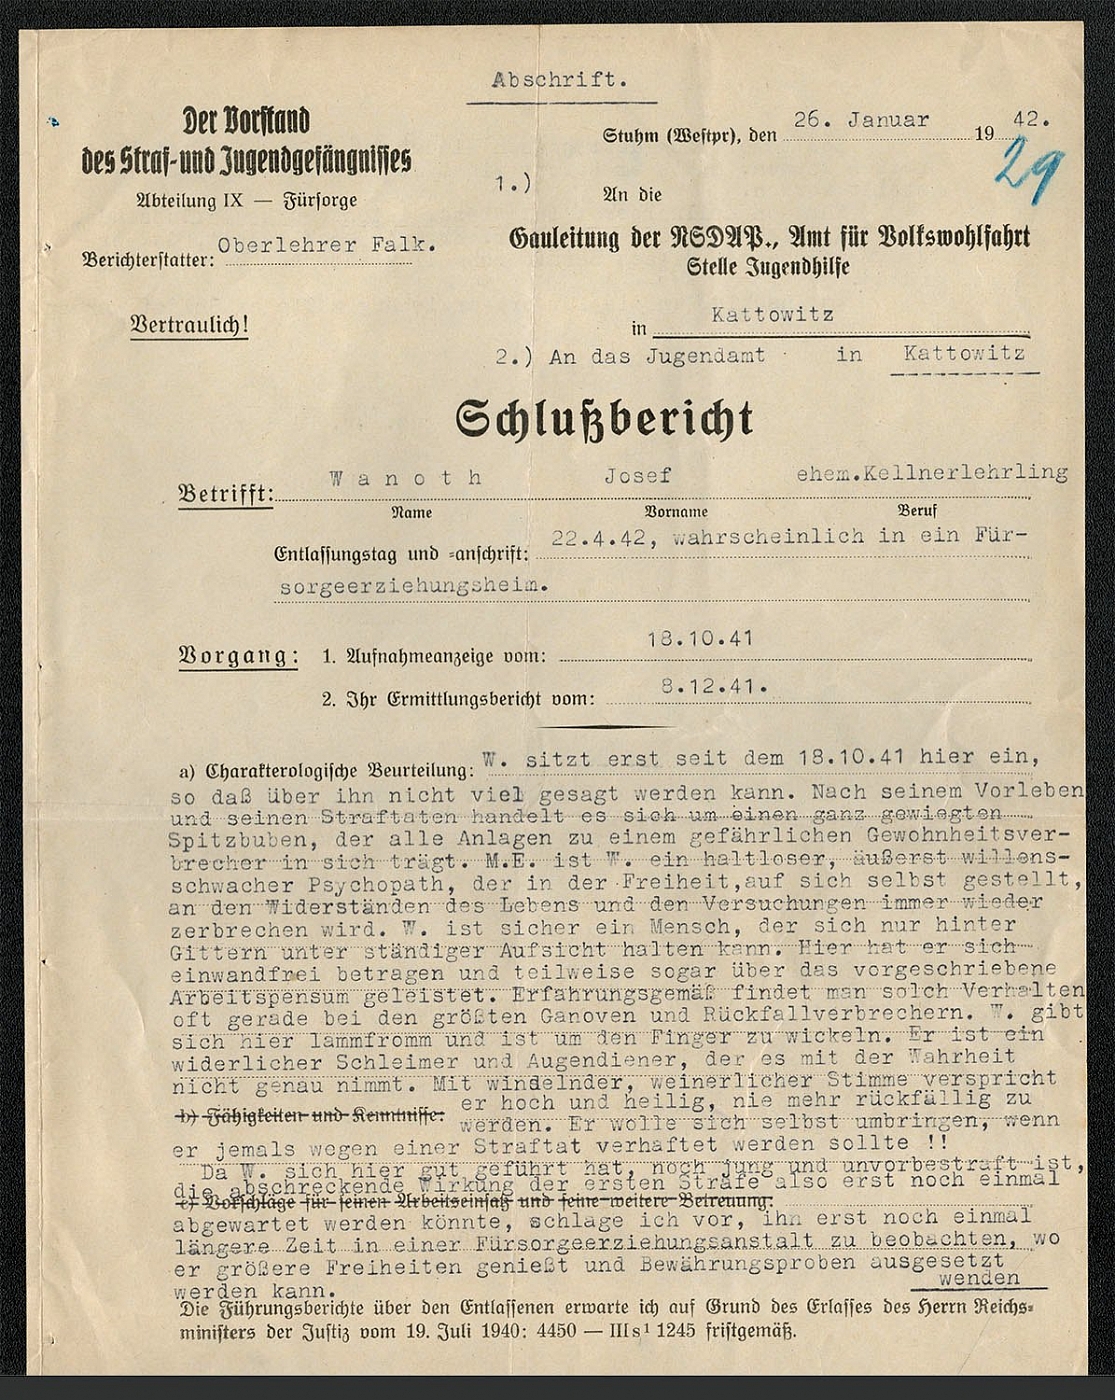 Abschrift.
Der Vorstand
des Straf- und Jugendgefängnisses
Abteilung IX — Fürsorge
Berichterstatter: Oberlehrer Falk.
Vertraulich!
Stuhm (Westpr), den 26. Januar 1942.
29
1.) An die
Gauleitung der NSDAP., Amt für Volkswohlfahrt
Stelle Jugendhilfe
in Kattowitz
2.) An das Jugendamt in Kattowitz
Schlußbericht
Betrifft: Wanoth Josef ehem.Kellnerlehrling
Name Vorname Beruf
Entlassungstag und =anschrift: 22.4.42, wahrscheinlich in ein Für-
sorgeerziehungsheim.
Vorgang: 1. Aufnahmeanzeige vom: 18.10.41
2. Ihr Ermittlungsbericht vom: 8.12.41.
a) Charakterologische Beurteilung: W. sitzt erst seit dem 18.10.41 hier ein,
so daß über ihn nicht viel gesagt werden kann. Nach seinem Vorleben
und seinen Straftaten handelt es sich um einen ganz gewiegten
Spitzbuben, der alle Anlagen zu einem gefährlichen Gewohnheitsver-
brecher in sich trägt. M.E. ist W. ein haltloser, äußerst willens-
schwacher Psychopath, der in der Freiheit,auf sich selbst gestellt,
an den Widerständen des Lebens und den Versuchungen immer wieder
zerbrechen wird. W. ist sicher ein Mensch, der sich nur hinter
Gittern unter ständiger Aufsicht halten kann. Hier hat er sich
einwandfrei betragen und teilweise sogar über das vorgeschriebene
Arbeitspensum geleistet. Erfahrungsgemäß findet man solch Verhalten
oft gerade bei den größten Ganoven und Rückfallverbrechern. W. gibt
sich hier lammfromm und ist um den Finger zu wickeln. Er ist ein
widerlicher Schleimer und Augendiener, der es mit der Wahrheit
nicht genau nimmt. Mit windelnder, weinerlicher Stimme verspricht
b) Fähigkeiten und Kenntnisse: er hoch und heilig, nie mehr rückfällig zu
werden. Er wolle sich selbst umbringen, wenn
er jemals wegen einer Straftat verhaftet werden sollte !!
Da W. sich hier gut geführt hat, noch jung und unvorbestraft ist,
die abschreckende Wirkung der ersten Strafe also erst noch einmal
c) Vorschläge für seinen Arbeitseinsatz und seine weitere Betreuung:
abgewartet werden könnte, schlage ich vor, ihn erst noch einmal
längere Zeit in einer Fürsorgeerziehungsanstalt zu beobachten, wo
er größere Freiheiten genießt und Bewährungsproben ausgesetzt
werden kann.
wenden
Die Führungsberichte über den Entlassenen erwarte ich auf Grund des Erlasses des Herrn Reichs=
ministers der Justiz vom 19. Juli 1940: 4450 — III s¹ 1245 fristgemäß.